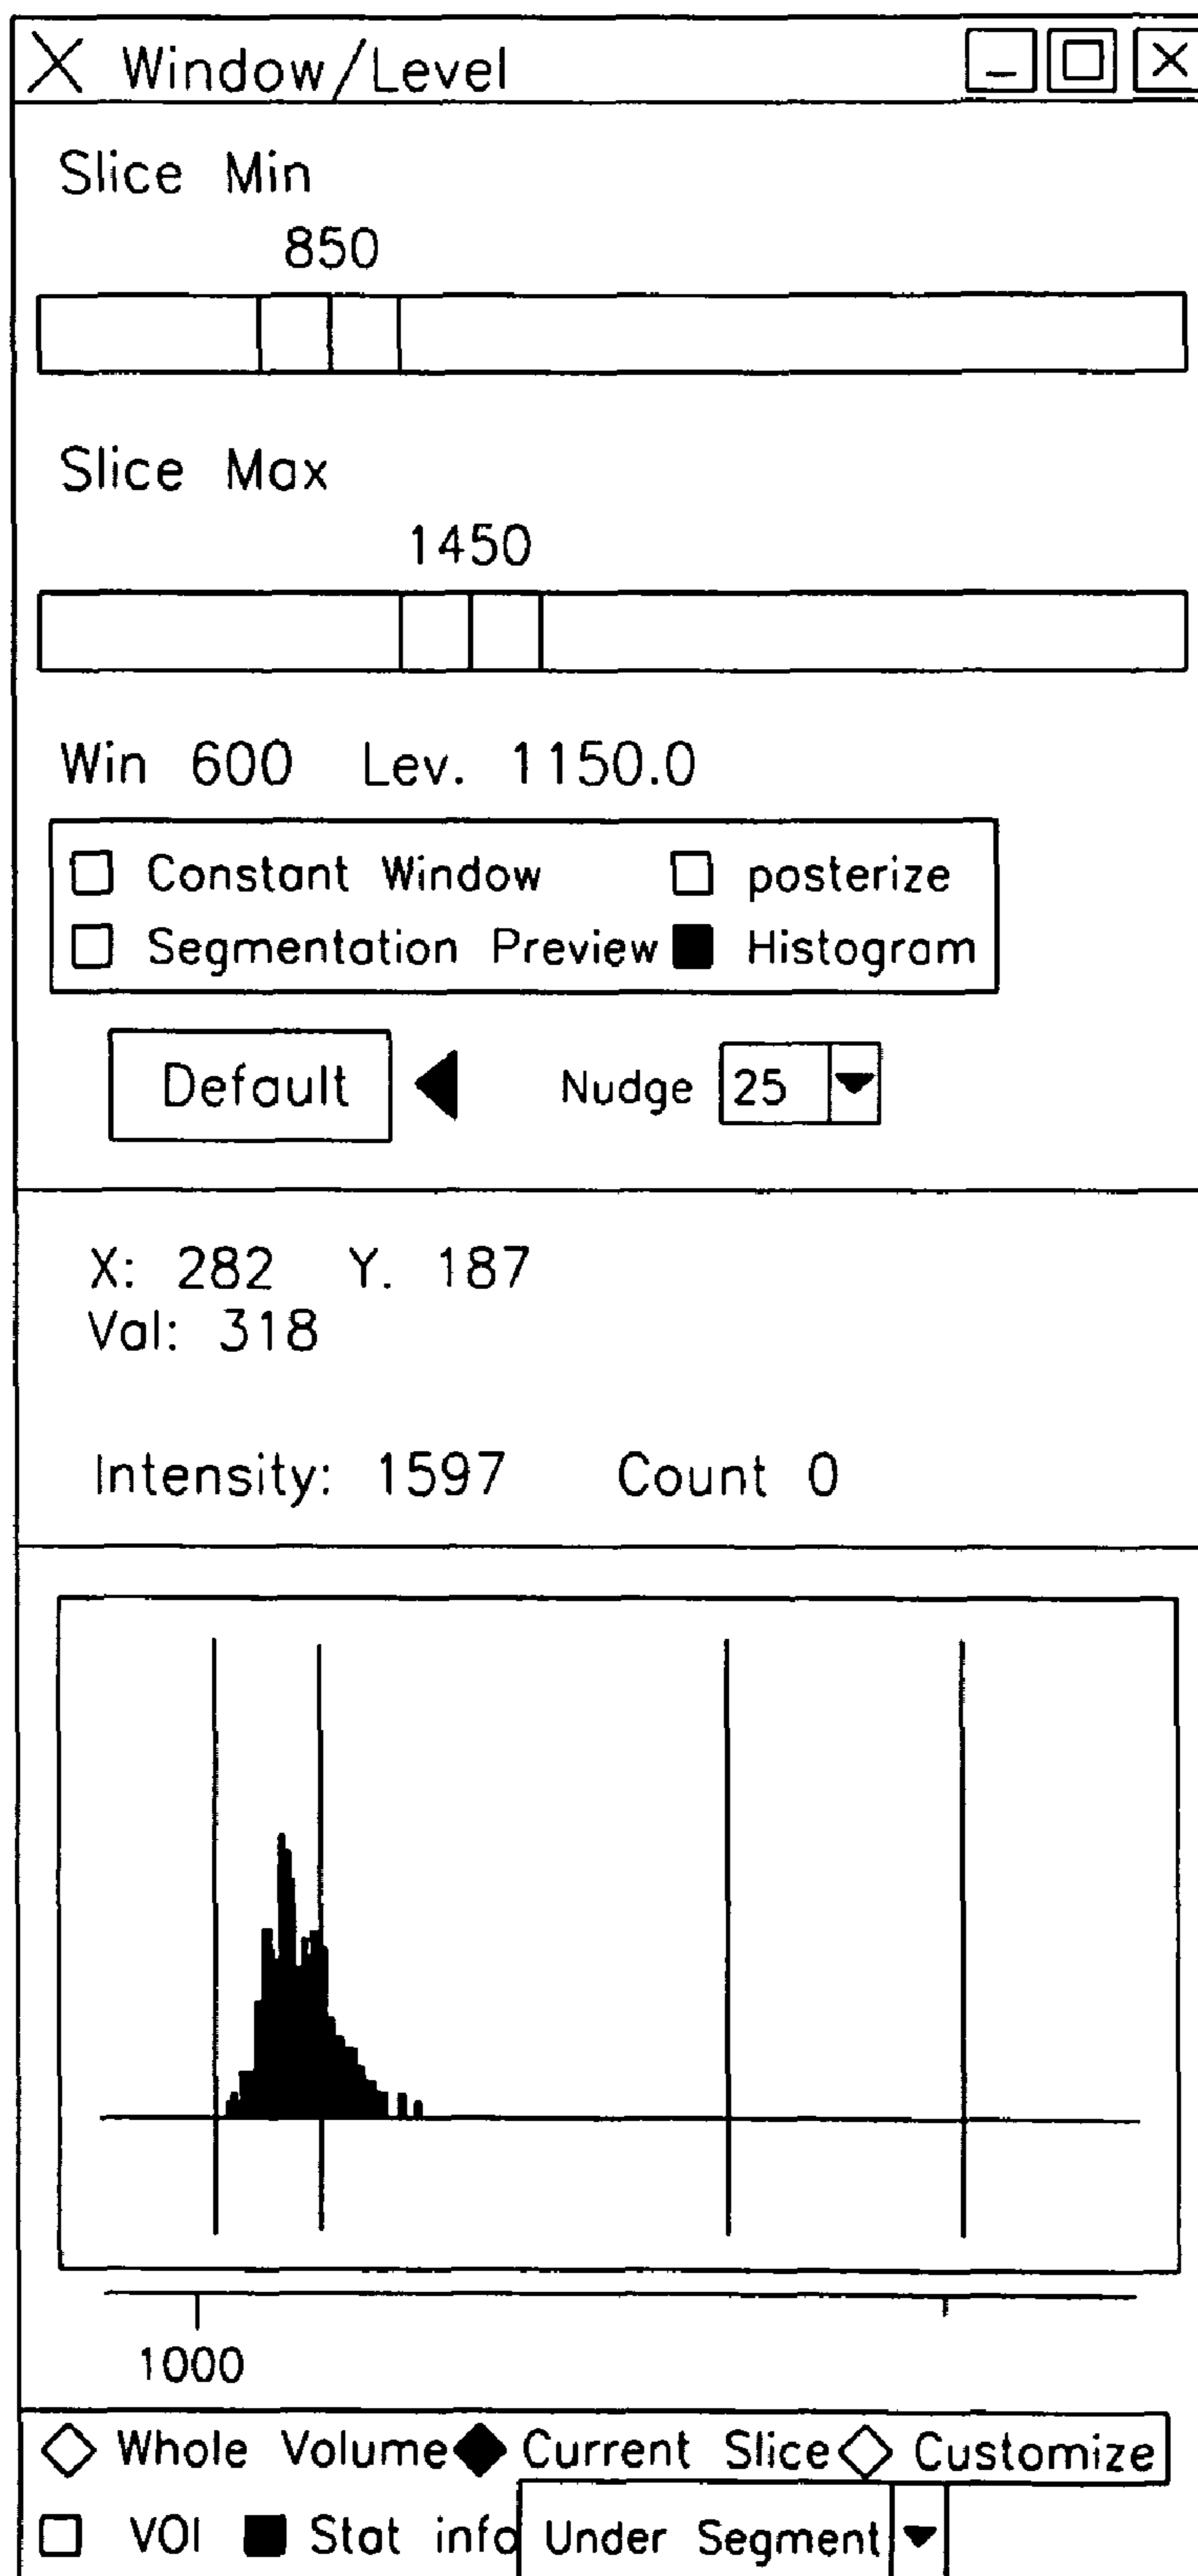 Window/Level
Slice Min
850
Slice Max
1450
Win 600 Lev. 1150.0
Constant Window posterize
Segmentation Preview Histogram
Default Nudge 25
X: 282 Y. 187
Val: 318
Intensity: 1597 Count 0
1000
Whole Volume Current Slice Customize
VOI Stat info Under Segment